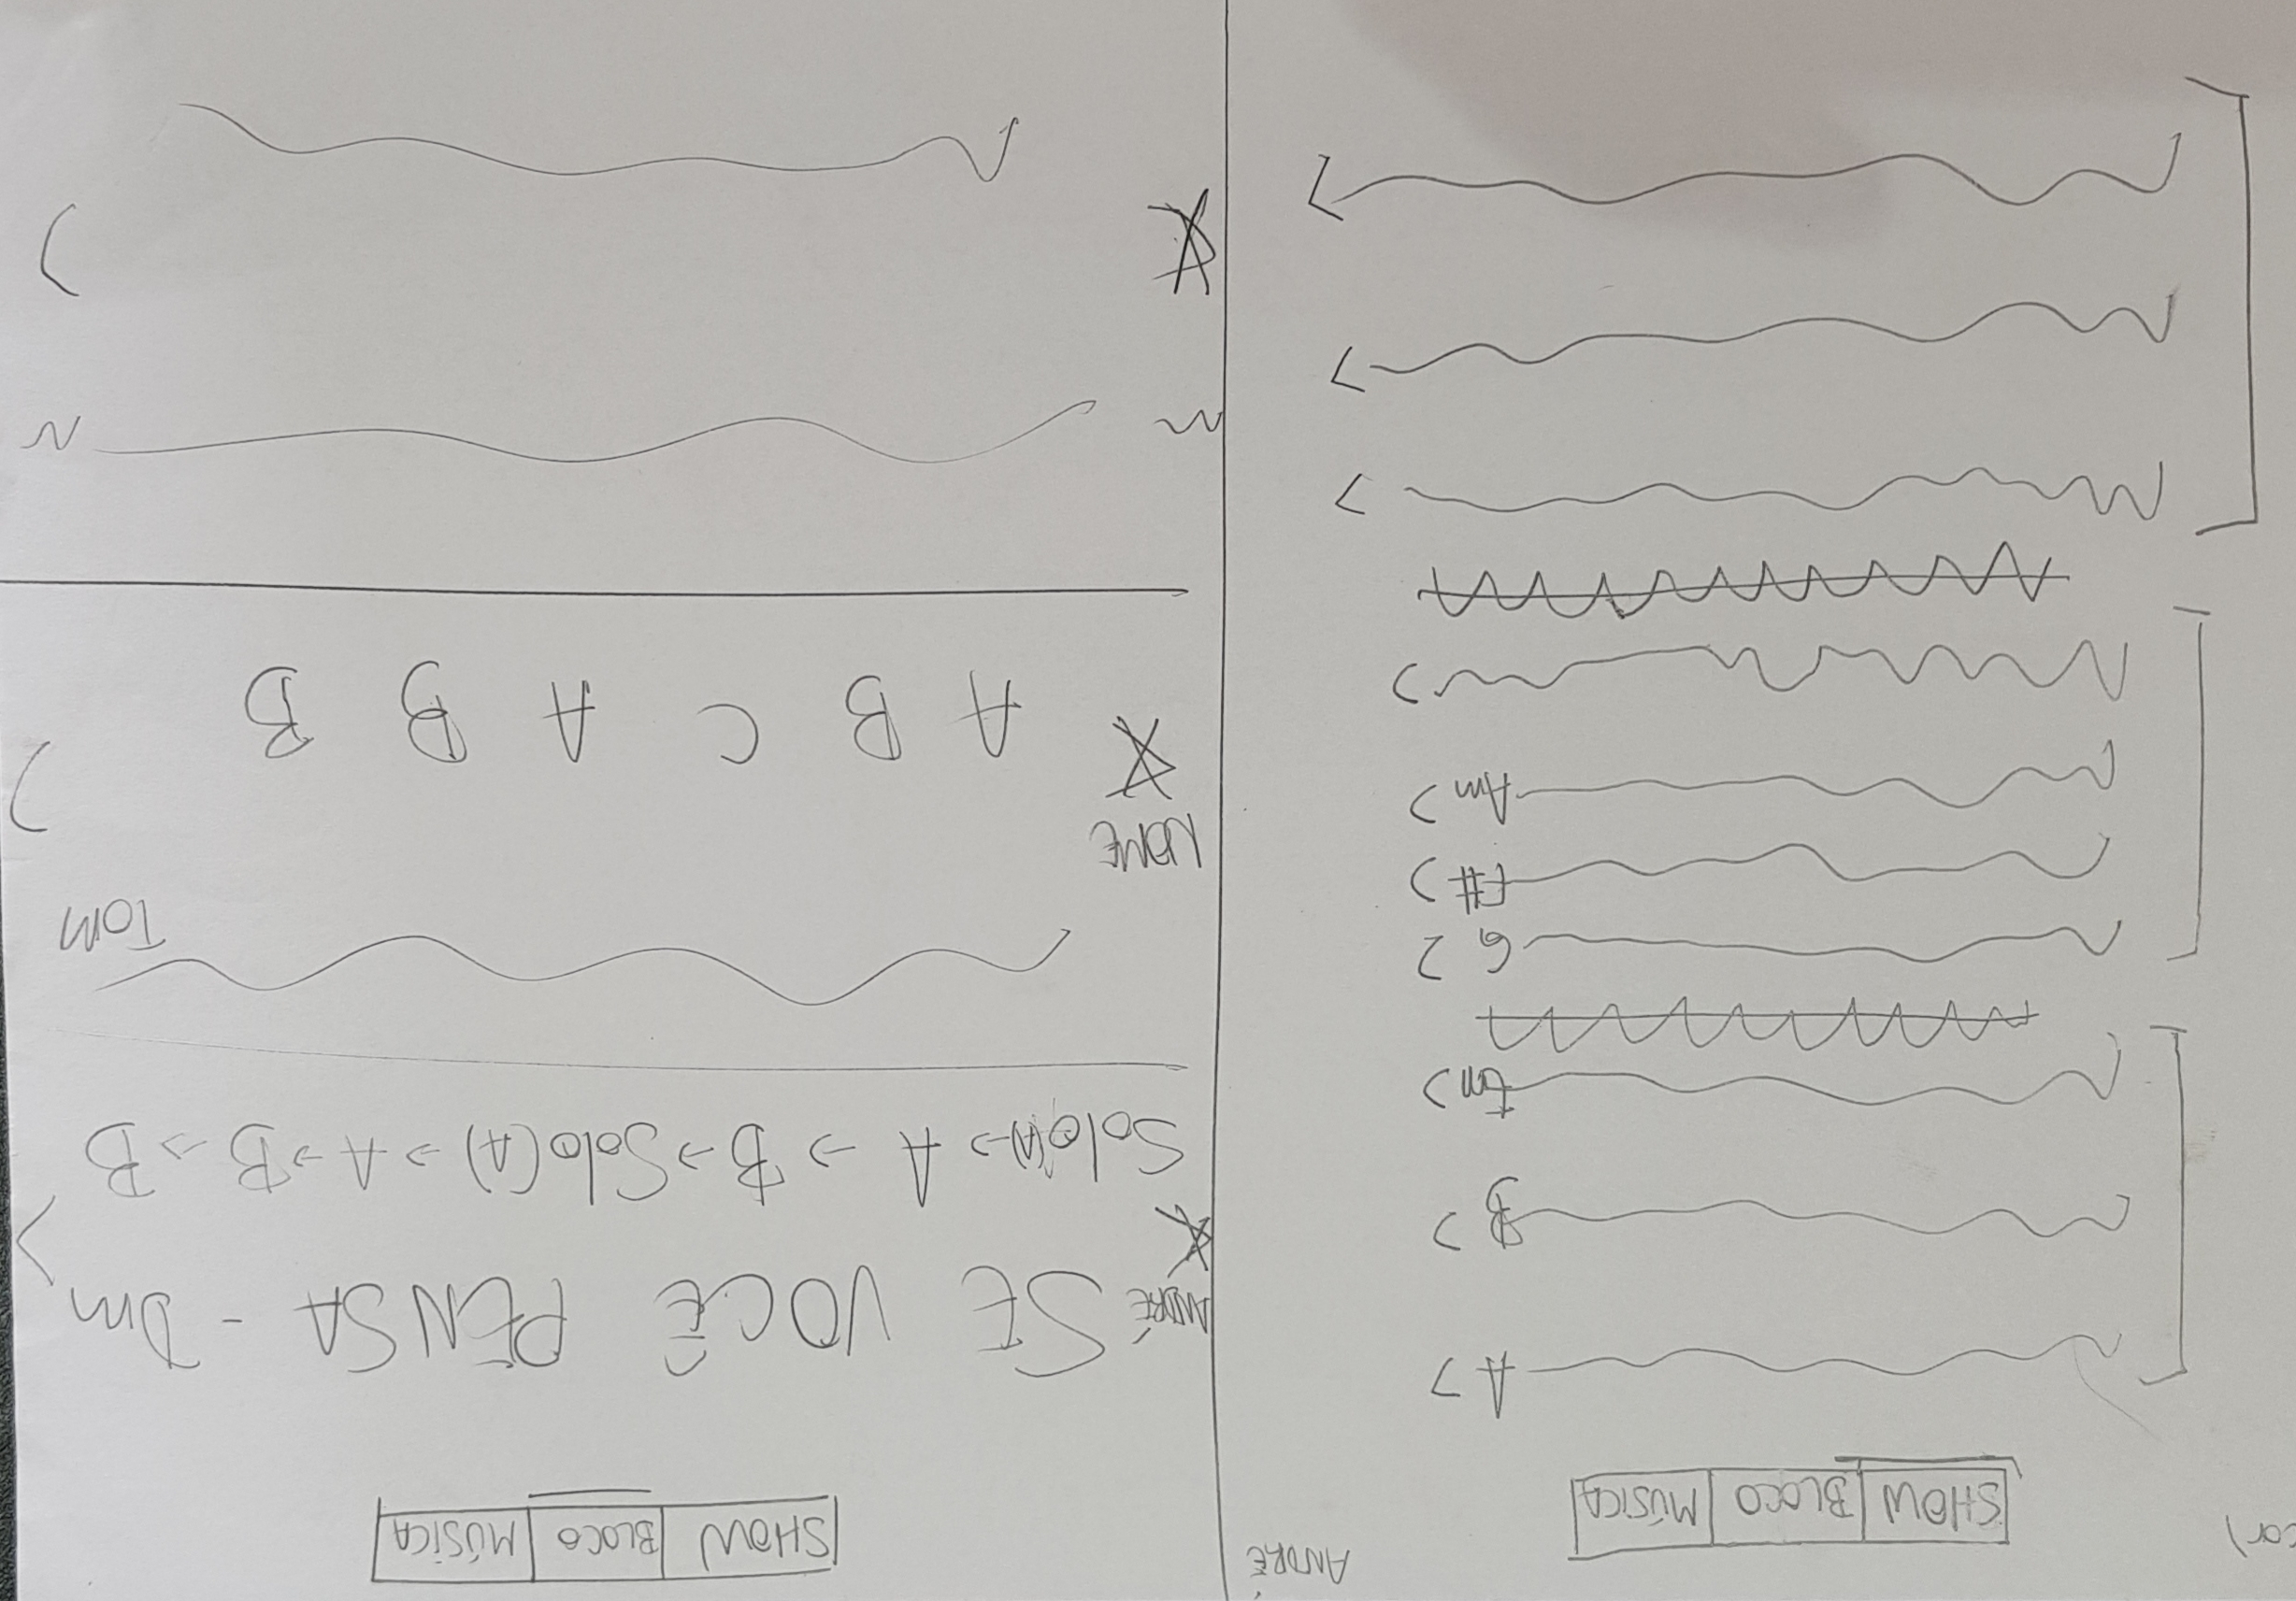 cor)
ANDRÉ
SHOW BLOCO MÚSICA
A >
B >
Em >
G >
F# >
Am >
>
>
>
>
SHOW BLOCO MÚSICA
ANDRÉ SE VOCÊ PENSA - Dm >
Solo(A) → A → B → Solo(A) → A → B → B
TOM
NOME
A B C A B B